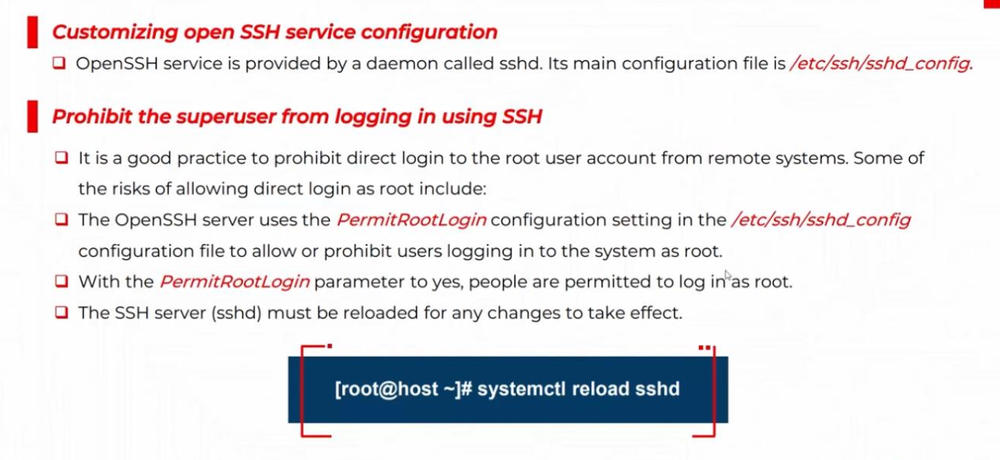 Customizing open SSH service configuration
OpenSSH service is provided by a daemon called sshd. Its main configuration file is /etc/ssh/sshd_config.
Prohibit the superuser from logging in using SSH
It is a good practice to prohibit direct login to the root user account from remote systems. Some of
the risks of allowing direct login as root include:
The OpenSSH server uses the PermitRootLogin configuration setting in the /etc/ssh/sshd_config
configuration file to allow or prohibit users logging in to the system as root.
With the PermitRootLogin parameter to yes, people are permitted to log in as root.
The SSH server (sshd) must be reloaded for any changes to take effect.
[root@host ~]# systemctl reload sshd